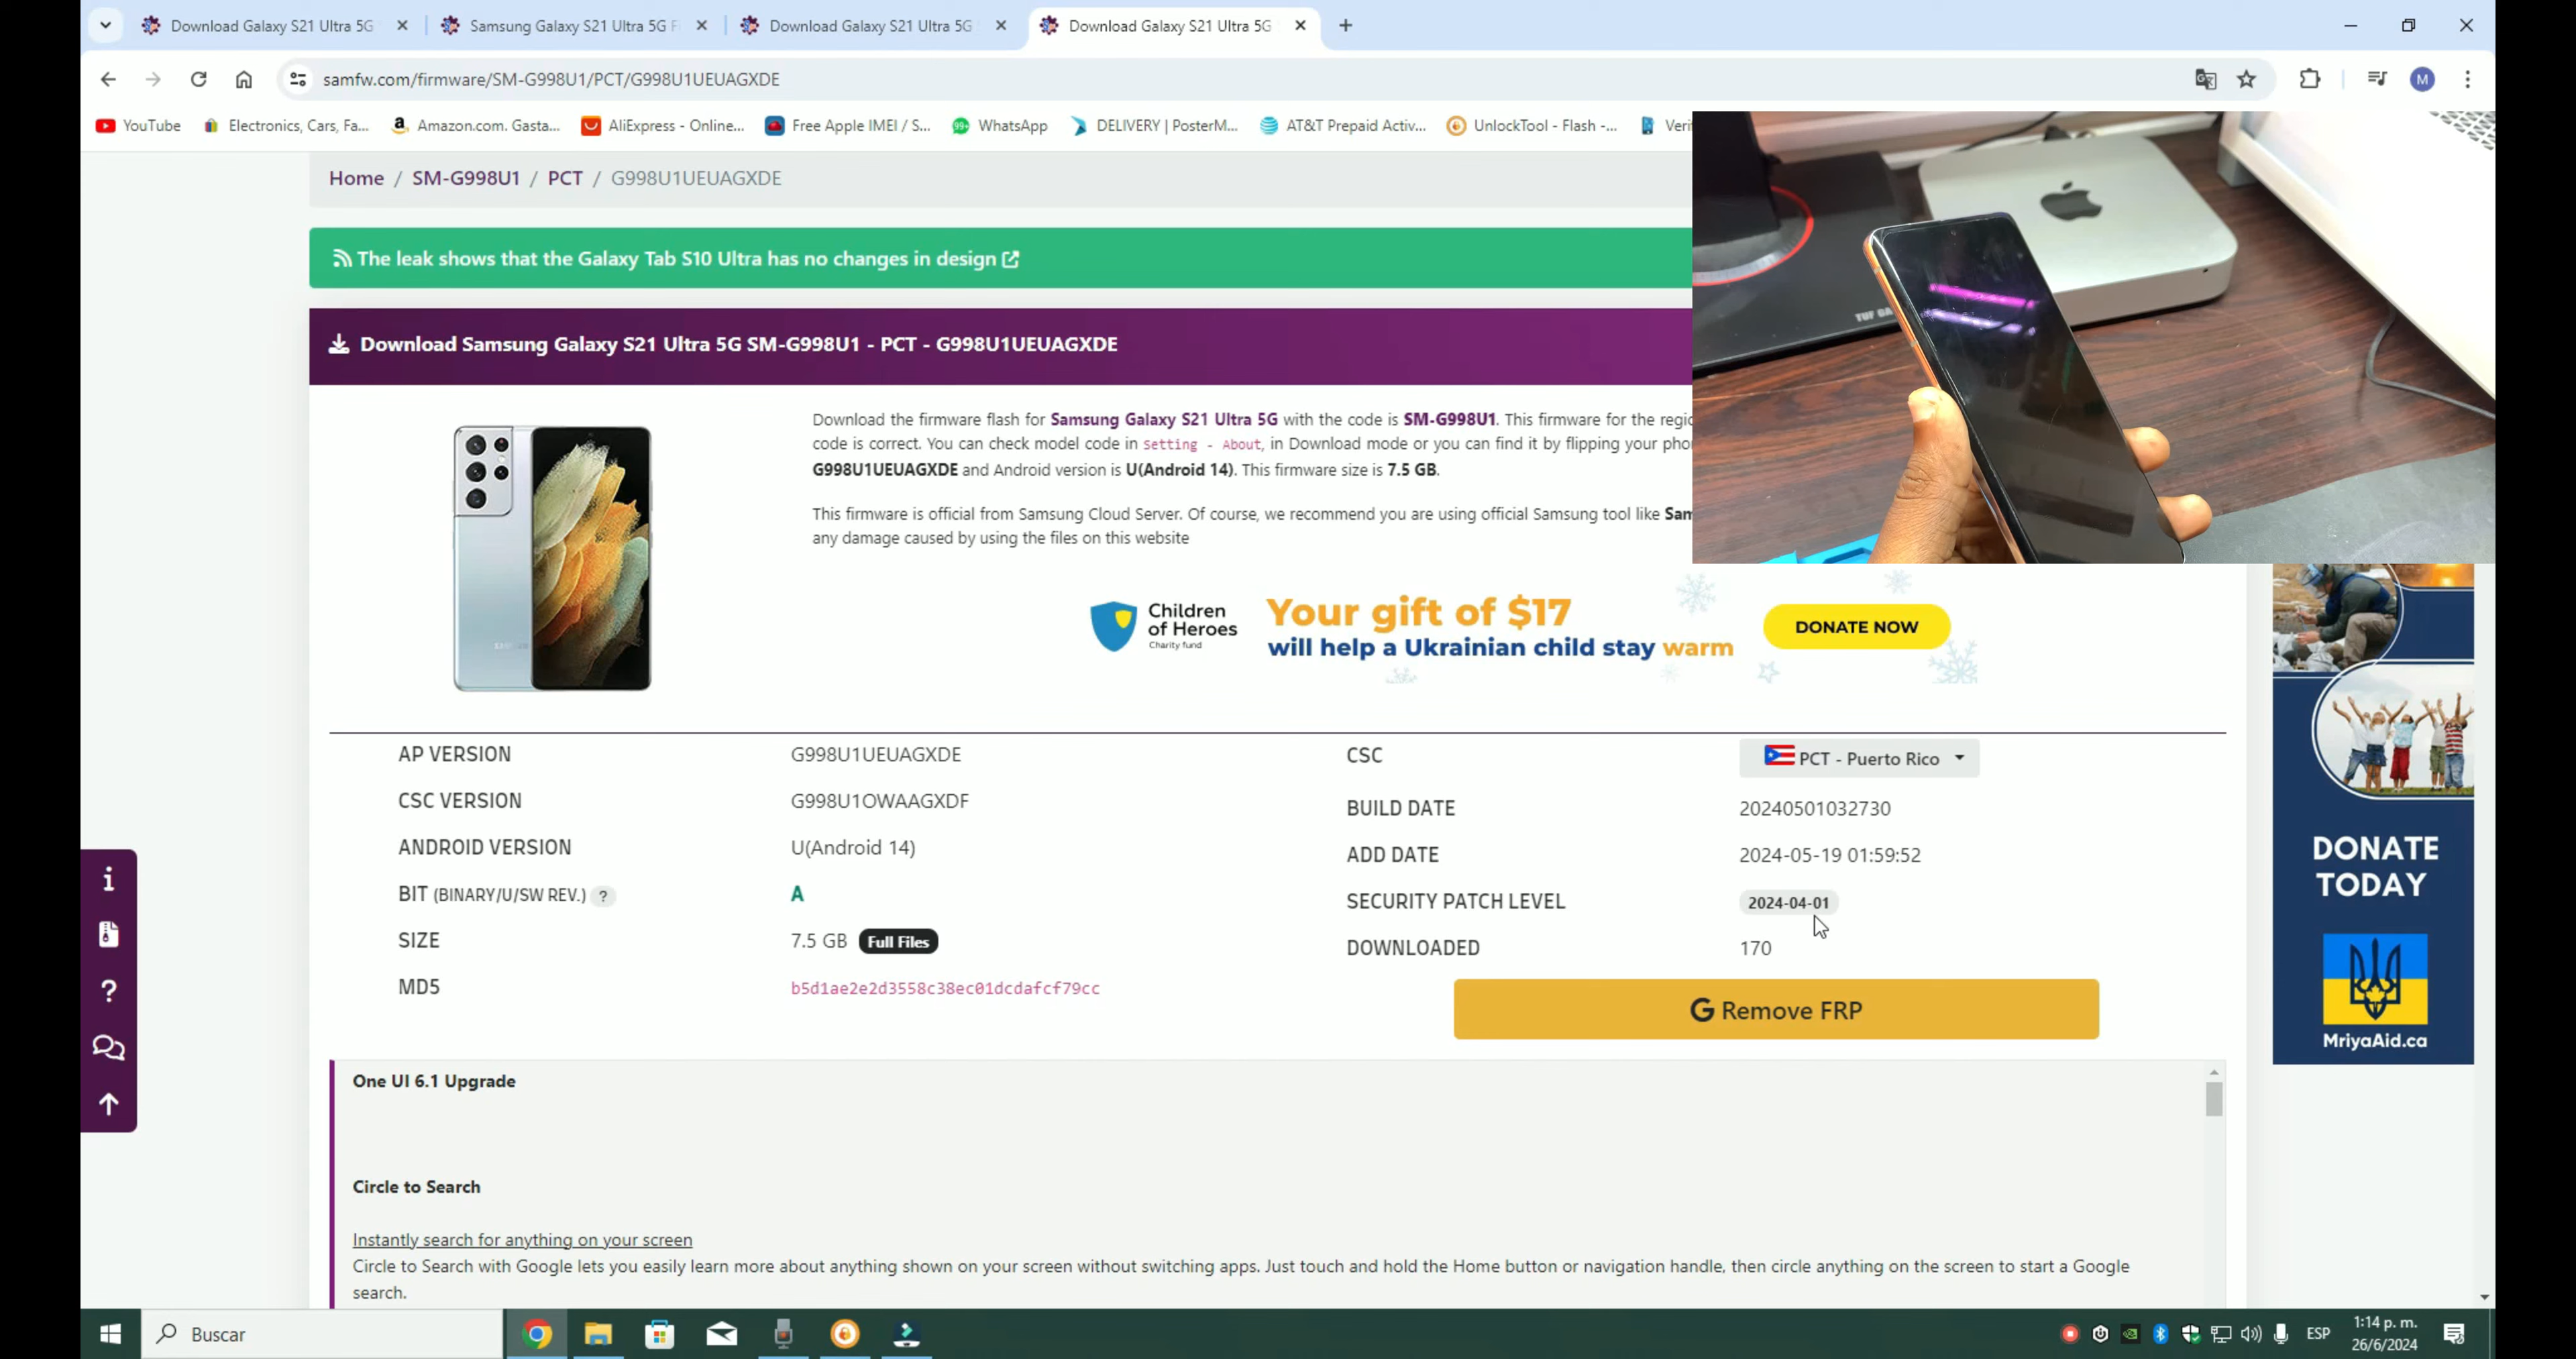 Download Galaxy S21 Ultra 5G
Samsung Galaxy S21 Ultra 5G Fi
Download Galaxy S21 Ultra 5G
Download Galaxy S21 Ultra 5G
samfw.com/firmware/SM-G998U1/PCT/G998U1UEUAGXDE
M
YouTube
Electronics, Cars, Fa...
Amazon.com. Gasta...
AliExpress - Online...
Free Apple IMEI / S...
99+
WhatsApp
DELIVERY | PosterM...
AT&T Prepaid Activ...
UnlockTool - Flash -...
Veri
Home / SM-G998U1 / PCT / G998U1UEUAGXDE
The leak shows that the Galaxy Tab S10 Ultra has no changes in design
TUF GA
Download Samsung Galaxy S21 Ultra 5G SM-G998U1 - PCT - G998U1UEUAGXDE
Download the firmware flash for Samsung Galaxy S21 Ultra 5G with the code is SM-G998U1. This firmware for the regio
code is correct. You can check model code in Setting - About, in Download mode or you can find it by flipping your phon
G998U1UEUAGXDE and Android version is U(Android 14). This firmware size is 7.5 GB.
This firmware is official from Samsung Cloud Server. Of course, we recommend you are using official Samsung tool like Sam
any damage caused by using the files on this website
Children of Heroes
Charity fund
Your gift of $17
will help a Ukrainian child stay warm
DONATE NOW
AP VERSION G998U1UEUAGXDE CSC PCT - Puerto Rico
CSC VERSION G998U1OWAAGXDF BUILD DATE 20240501032730
ANDROID VERSION U(Android 14) ADD DATE 2024-05-19 01:59:52
BIT (BINARY/U/SW REV.) ? A SECURITY PATCH LEVEL 2024-04-01
SIZE 7.5 GB Full Files DOWNLOADED 170
MD5 b5d1ae2e2d3558c38ec01dcdafcf79cc
G Remove FRP
DONATE
TODAY
MriyaAid.ca
One UI 6.1 Upgrade
Circle to Search
Instantly search for anything on your screen
Circle to Search with Google lets you easily learn more about anything shown on your screen without switching apps. Just touch and hold the Home button or navigation handle, then circle anything on the screen to start a Google
search.
Buscar
ESP
1:14 p. m.
26/6/2024